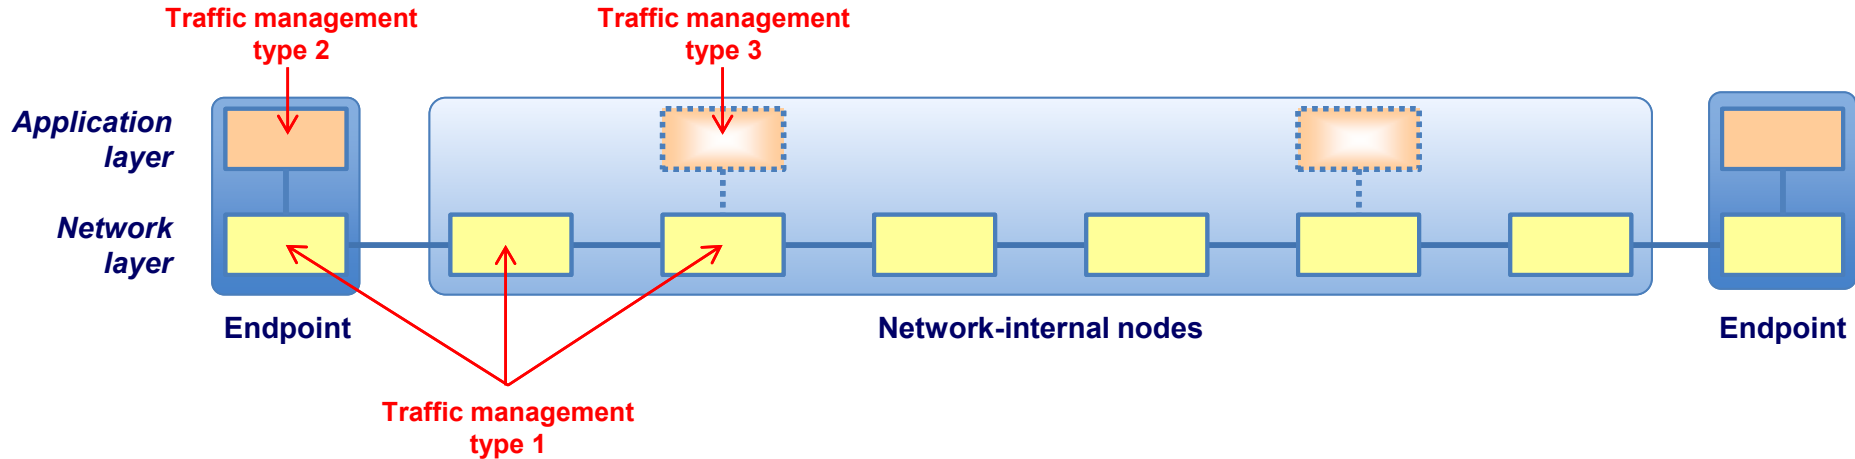 Traffic management
type 2
Traffic management
type 3
Application
layer
Network
layer
Endpoint
Network-internal nodes
Endpoint
Traffic management
type 1